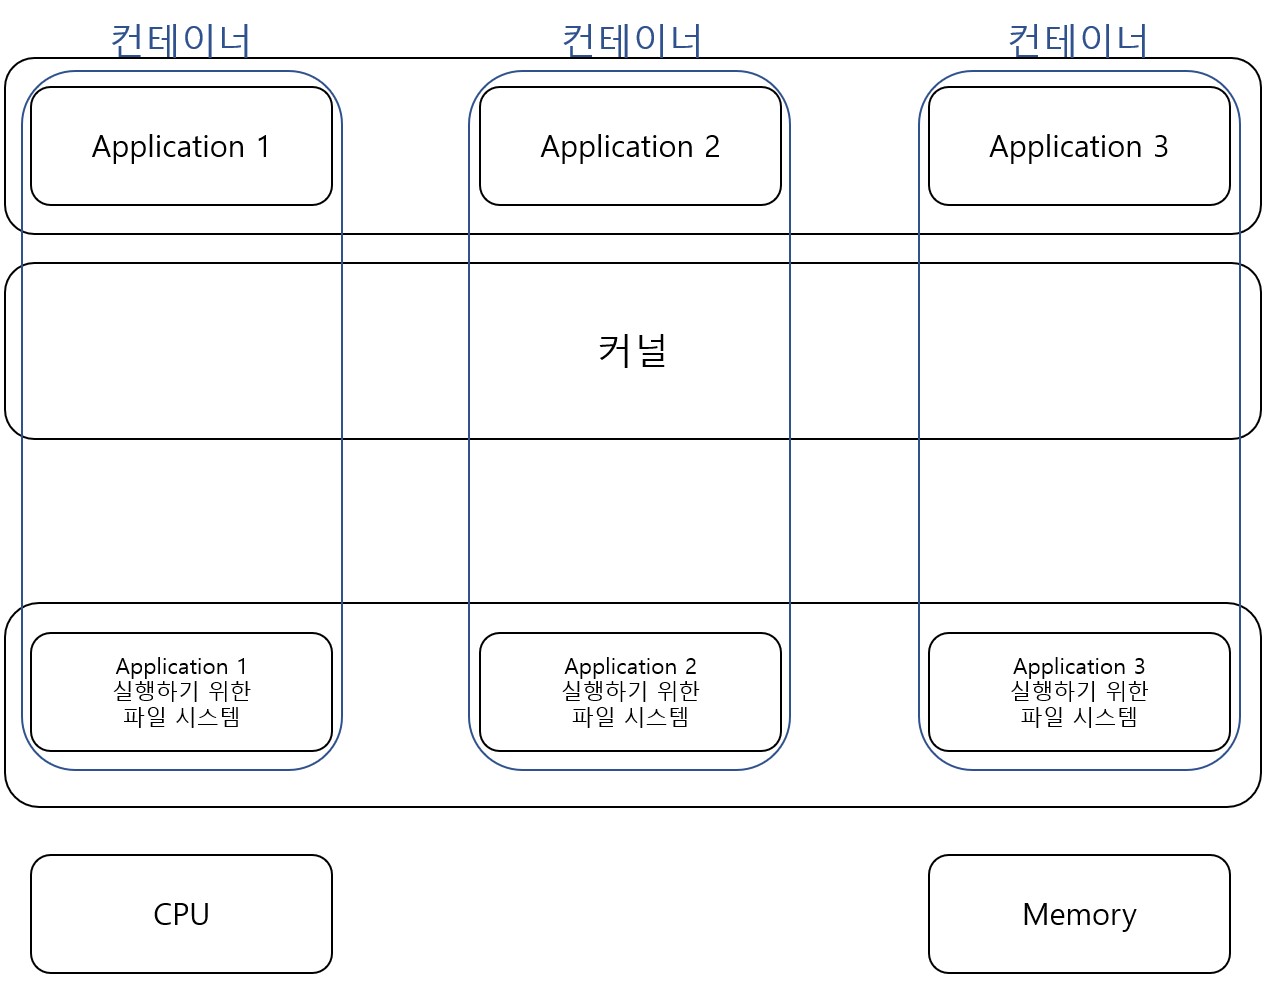 컨테이너
컨테이너
컨테이너
Application 1
Application 2
Application 3
커널
Application 1
실행하기 위한
파일 시스템
Application 2
실행하기 위한
파일 시스템
Application 3
실행하기 위한
파일 시스템
CPU
Memory